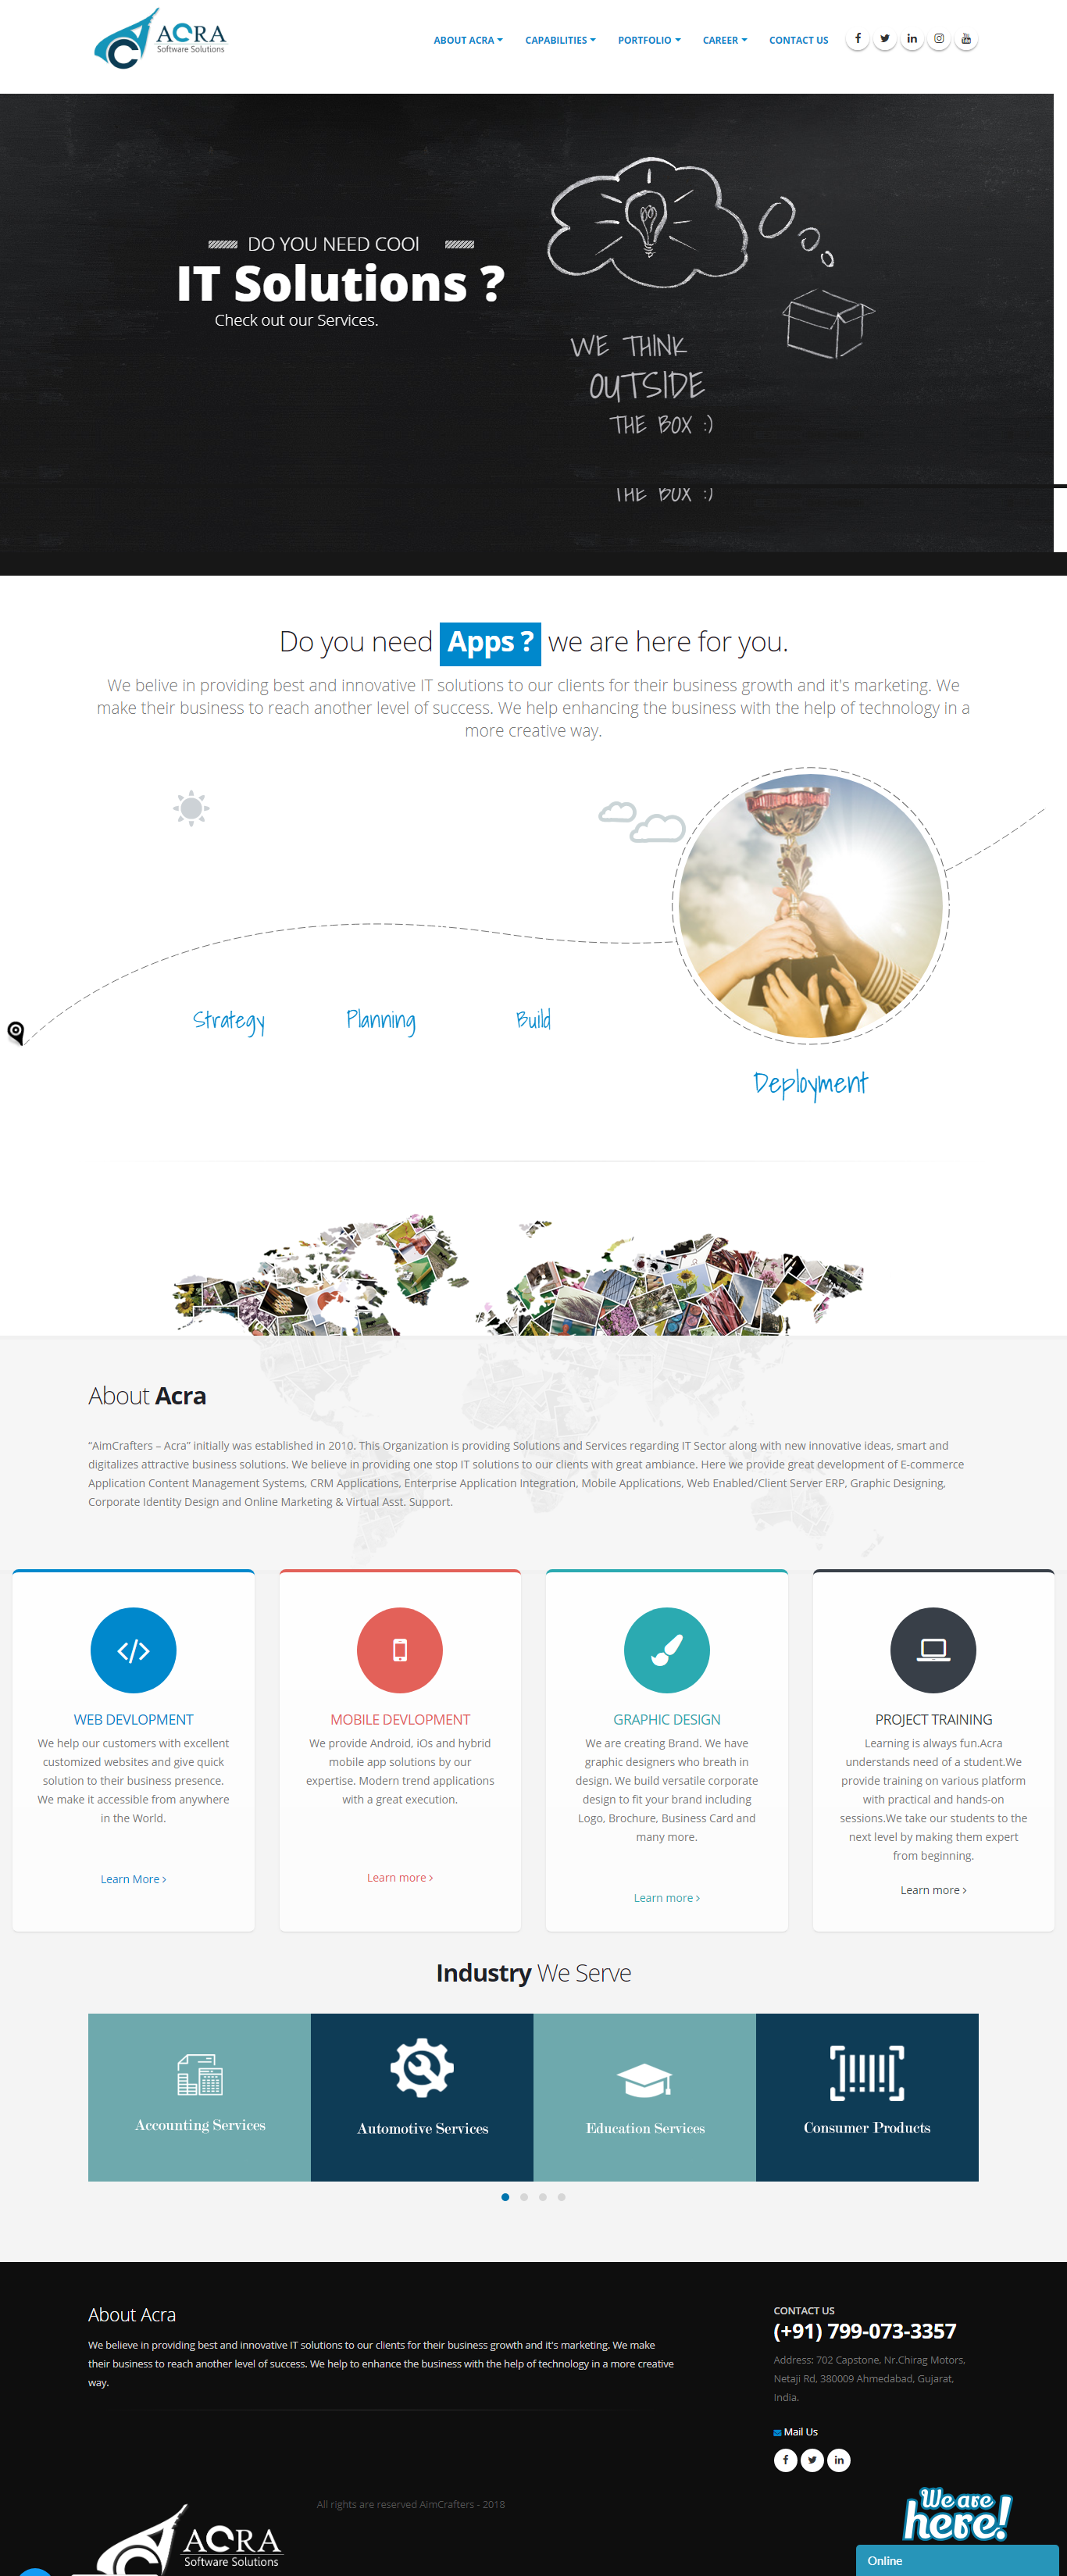 ACRA
Software Solutions
ABOUT ACRA
CAPABILITIES
PORTFOLIO
CAREER
CONTACT US
DO YOU NEED COOl
IT Solutions ?
Check out our Services.
WE THINK
OUTSIDE
THE BOX :)
THE BOX :)
Do you need Apps ? we are here for you.
We belive in providing best and innovative IT solutions to our clients for their business growth and it's marketing. We
make their business to reach another level of success. We help enhancing the business with the help of technology in a
more creative way.
Strategy
Planning
Build
Deployment
About Acra
“AimCrafters – Acra” initially was established in 2010. This Organization is providing Solutions and Services regarding IT Sector along with new innovative ideas, smart and
digitalizes attractive business solutions. We believe in providing one stop IT solutions to our clients with great ambiance. Here we provide great development of E-commerce
Application Content Management Systems, CRM Applications, Enterprise Application Integration, Mobile Applications, Web Enabled/Client Server ERP, Graphic Designing,
Corporate Identity Design and Online Marketing & Virtual Asst. Support.
WEB DEVLOPMENT
We help our customers with excellent
customized websites and give quick
solution to their business presence.
We make it accessible from anywhere
in the World.
Learn More
MOBILE DEVLOPMENT
We provide Android, iOs and hybrid
mobile app solutions by our
expertise. Modern trend applications
with a great execution.
Learn more
GRAPHIC DESIGN
We are creating Brand. We have
graphic designers who breath in
design. We build versatile corporate
design to fit your brand including
Logo, Brochure, Business Card and
many more.
Learn more
PROJECT TRAINING
Learning is always fun.Acra
understands need of a student.We
provide training on various platform
with practical and hands-on
sessions.We take our students to the
next level by making them expert
from beginning.
Learn more
Industry We Serve
Accounting Services
Automotive Services
Education Services
Consumer Products
About Acra
We believe in providing best and innovative IT solutions to our clients for their business growth and it's marketing. We make
their business to reach another level of success. We help to enhance the business with the help of technology in a more creative
way.
CONTACT US
(+91) 799-073-3357
Address: 702 Capstone, Nr.Chirag Motors,
Netaji Rd, 380009 Ahmedabad, Gujarat,
India.
Mail Us
All rights are reserved AimCrafters - 2018
ACRA
Software Solutions
We are
here!
Online